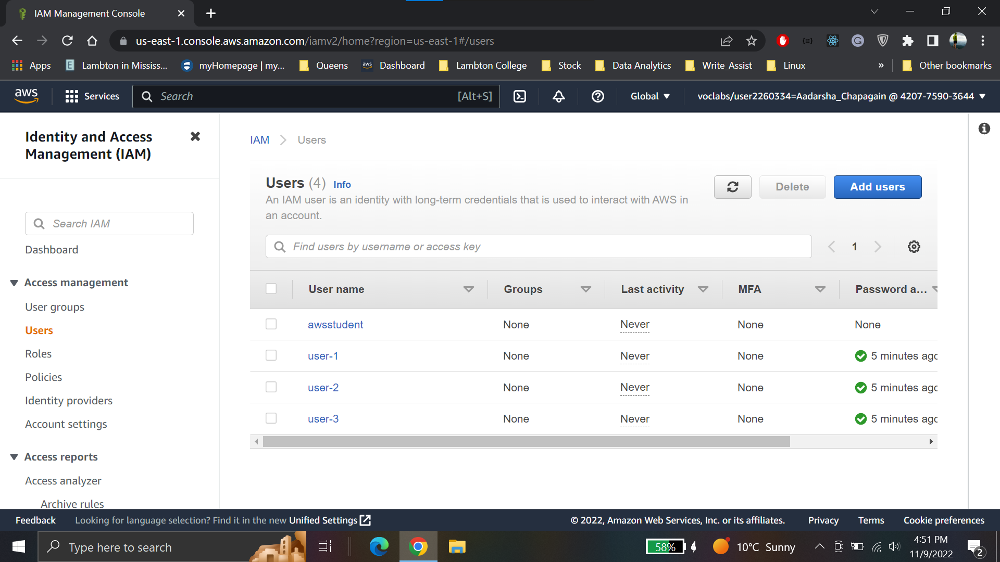 IAM Management Console
us-east-1.console.aws.amazon.com/iamv2/home?region=us-east-1#/users
Apps
Lambton in Mississ...
myHomepage | my...
Queens
aws Dashboard
Lambton College
Stock
Data Analytics
Write_Assist
Linux
»
Other bookmarks
aws
Services
Search [Alt+S]
Global
voclabs/user2260334=Aadarsha_Chapagain @ 4207-7590-3644
Identity and Access
Management (IAM)
Search IAM
Dashboard
Access management
User groups
Users
Roles
Policies
Identity providers
Account settings
Access reports
Access analyzer
Archive rules
IAM > Users
Users (4) Info
An IAM user is an identity with long-term credentials that is used to interact with AWS in
an account.
Delete
Add users
Find users by username or access key
1
User name Groups Last activity MFA Password a...
awsstudent None Never None None
user-1 None Never None 5 minutes ago
user-2 None Never None 5 minutes ago
user-3 None Never None 5 minutes ago
Feedback Looking for language selection? Find it in the new Unified Settings
© 2022, Amazon Web Services, Inc. or its affiliates. Privacy Terms Cookie preferences
Type here to search
58%
10°C Sunny
4:51 PM
11/9/2022
2